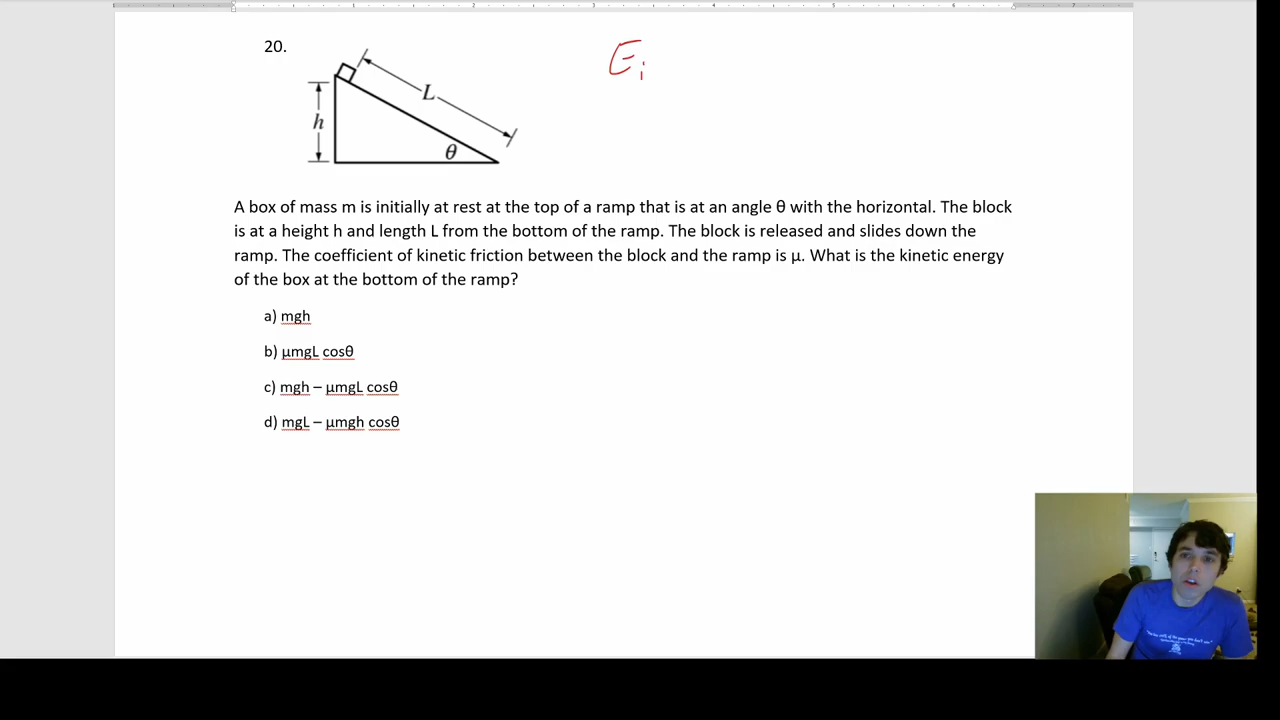 20.
E_i
L
h
θ
A box of mass m is initially at rest at the top of a ramp that is at an angle θ with the horizontal. The block
is at a height h and length L from the bottom of the ramp. The block is released and slides down the
ramp. The coefficient of kinetic friction between the block and the ramp is μ. What is the kinetic energy
of the box at the bottom of the ramp?
a) mgh
b) μmgL cosθ
c) mgh – μmgL cosθ
d) mgL – μmgh cosθ